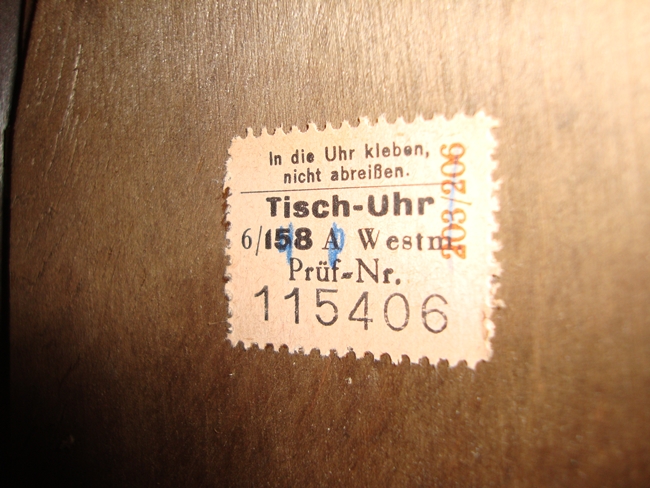 In die Uhr kleben,
nicht abreißen.
Tisch-Uhr
6/158 A Westm.
Prüf-Nr.
115406
203/206